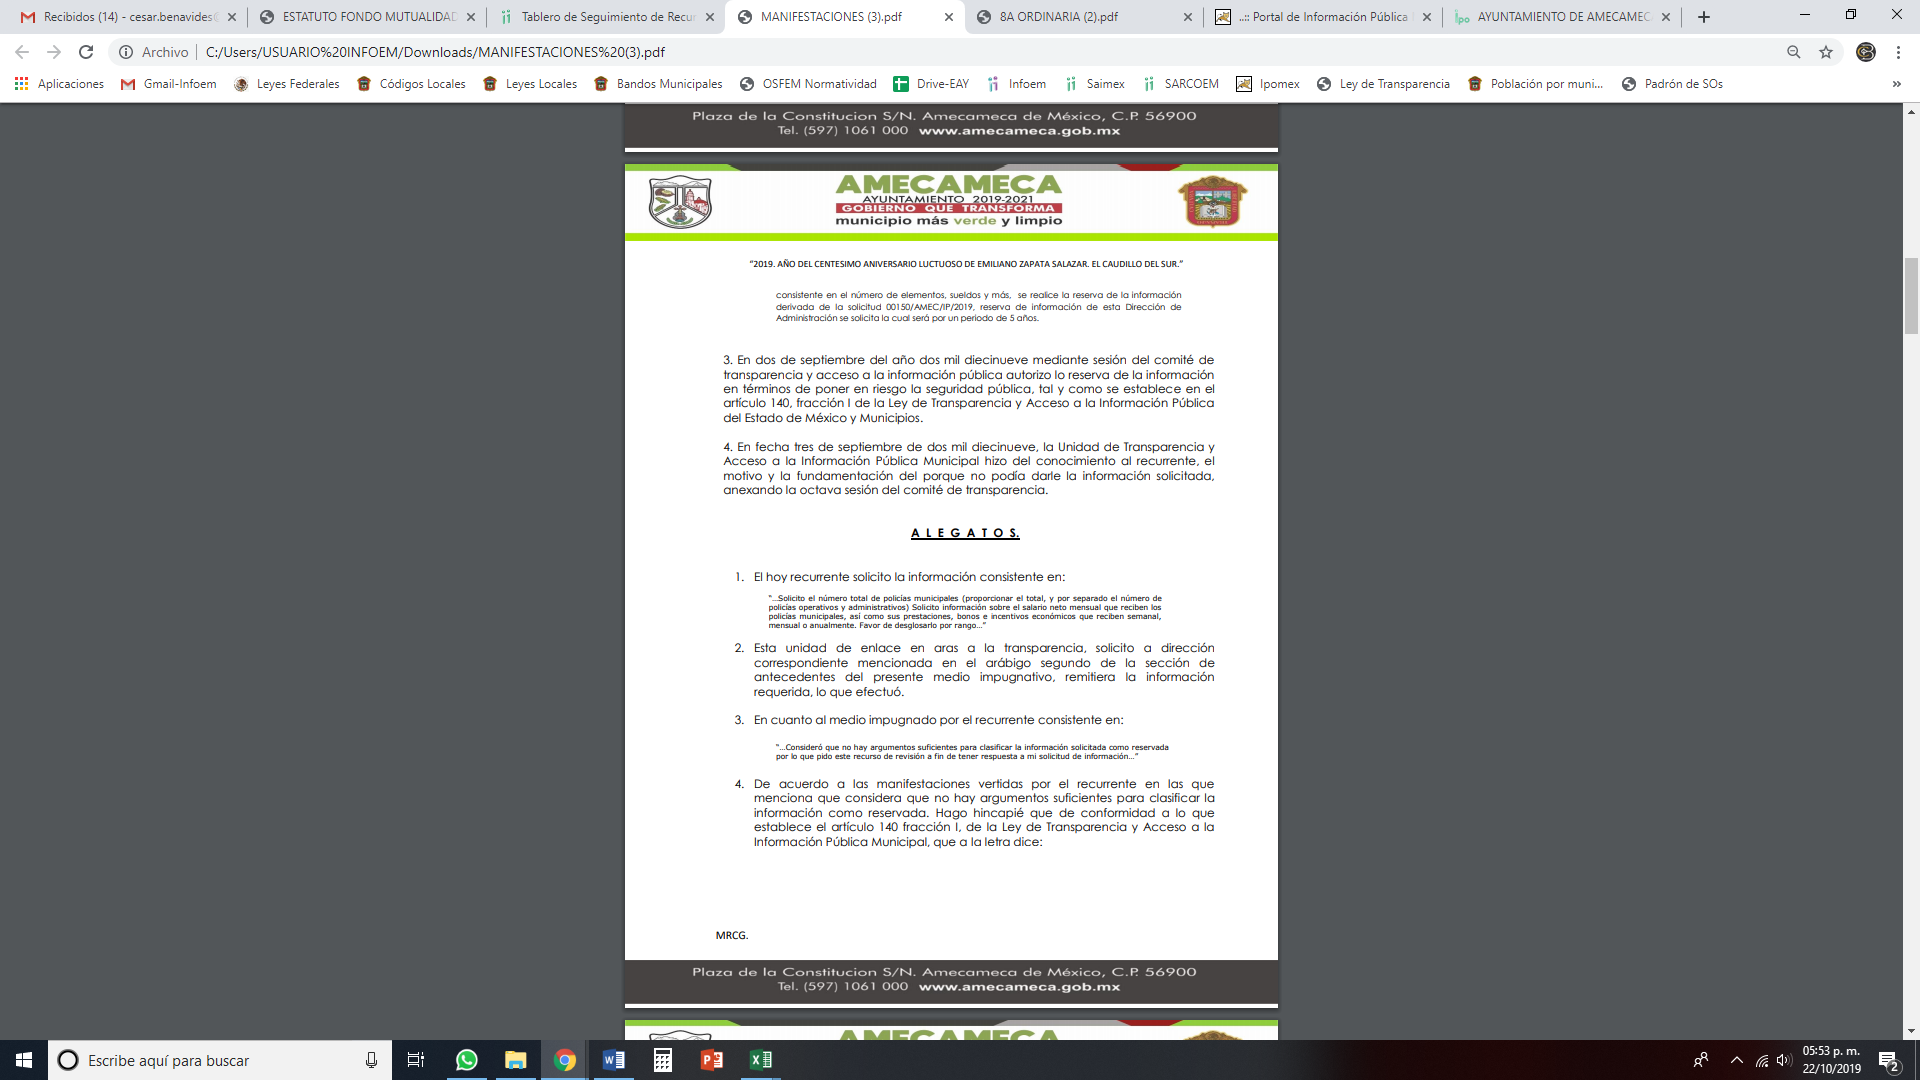 Recibidos (14) - cesar.benavides@
ESTATUTO FONDO MUTUALIDAD
Tablero de Seguimiento de Recur
MANIFESTACIONES (3).pdf
8A ORDINARIA (2).pdf
..:: Portal de Información Pública
AYUNTAMIENTO DE AMECAMEC
Archivo
C:/Users/USUARIO%20INFOEM/Downloads/MANIFESTACIONES%20(3).pdf
Aplicaciones
Gmail-Infoem
Leyes Federales
Códigos Locales
Leyes Locales
Bandos Municipales
OSFEM Normatividad
Drive-EAY
Infoem
Saimex
SARCOEM
Ipomex
Ley de Transparencia
Población por muni...
Padrón de SOs
»
Plaza de la Constitucion S/N. Amecameca de México, C.P. 56900
Tel. (597) 1061 000 www.amecameca.gob.mx
AMECAMECA
AYUNTAMIENTO 2019-2021
GOBIERNO QUE TRANSFORMA
municipio más verde y limpio
“2019. AÑO DEL CENTESIMO ANIVERSARIO LUCTUOSO DE EMILIANO ZAPATA SALAZAR. EL CAUDILLO DEL SUR.”
consistente en el número de elementos, sueldos y más, se realice la reserva de la información
derivada de la solicitud 00150/AMEC/IP/2019, reserva de información de esta Dirección de
Administración se solicita la cual será por un periodo de 5 años.
3. En dos de septiembre del año dos mil diecinueve mediante sesión del comité de
transparencia y acceso a la información pública autorizo lo reserva de la información
en términos de poner en riesgo la seguridad pública, tal y como se establece en el
artículo 140, fracción I de la Ley de Transparencia y Acceso a la Información Pública
del Estado de México y Municipios.
4. En fecha tres de septiembre de dos mil diecinueve, la Unidad de Transparencia y
Acceso a la Información Pública Municipal hizo del conocimiento al recurrente, el
motivo y la fundamentación del porque no podía darle la información solicitada,
anexando la octava sesión del comité de transparencia.
A L E G A T O S.
1. El hoy recurrente solicito la información consistente en:
“...Solicito el número total de policías municipales (proporcionar el total, y por separado el número de
policías operativos y administrativos) Solicito información sobre el salario neto mensual que reciben los
policías municipales, así como sus prestaciones, bonos e incentivos económicos que reciben semanal,
mensual o anualmente. Favor de desglosarlo por rango...”
2. Esta unidad de enlace en aras a la transparencia, solicito a dirección
correspondiente mencionada en el arábigo segundo de la sección de
antecedentes del presente medio impugnativo, remitiera la información
requerida, lo que efectuó.
3. En cuanto al medio impugnado por el recurrente consistente en:
“...Consideró que no hay argumentos suficientes para clasificar la información solicitada como reservada
por lo que pido este recurso de revisión a fin de tener respuesta a mi solicitud de información...”
4. De acuerdo a las manifestaciones vertidas por el recurrente en las que
menciona que considera que no hay argumentos suficientes para clasificar la
información como reservada. Hago hincapié que de conformidad a lo que
establece el artículo 140 fracción I, de la Ley de Transparencia y Acceso a la
Información Pública Municipal, que a la letra dice:
MRCG.
Plaza de la Constitucion S/N. Amecameca de México, C.P. 56900
Tel. (597) 1061 000 www.amecameca.gob.mx
AMECAMECA
Escribe aquí para buscar
05:53 p. m.
22/10/2019
2